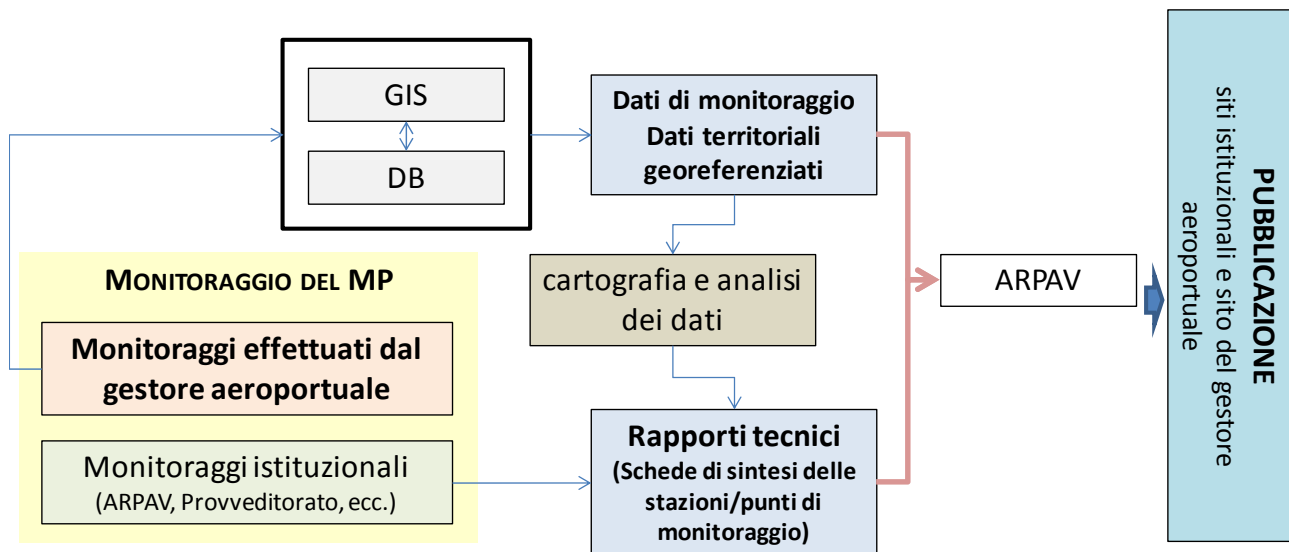 GIS
DB
Dati di monitoraggio
Dati territoriali
georeferenziati
MONITORAGGIO DEL MP
Monitoraggi effettuati dal
gestore aeroportuale
Monitoraggi istituzionali
(ARPAV, Provveditorato, ecc.)
cartografia e analisi
dei dati
Rapporti tecnici
(Schede di sintesi delle
stazioni/punti di
monitoraggio)
ARPAV
PUBBLICAZIONE
siti istituzionali e sito del gestore
aeroportuale